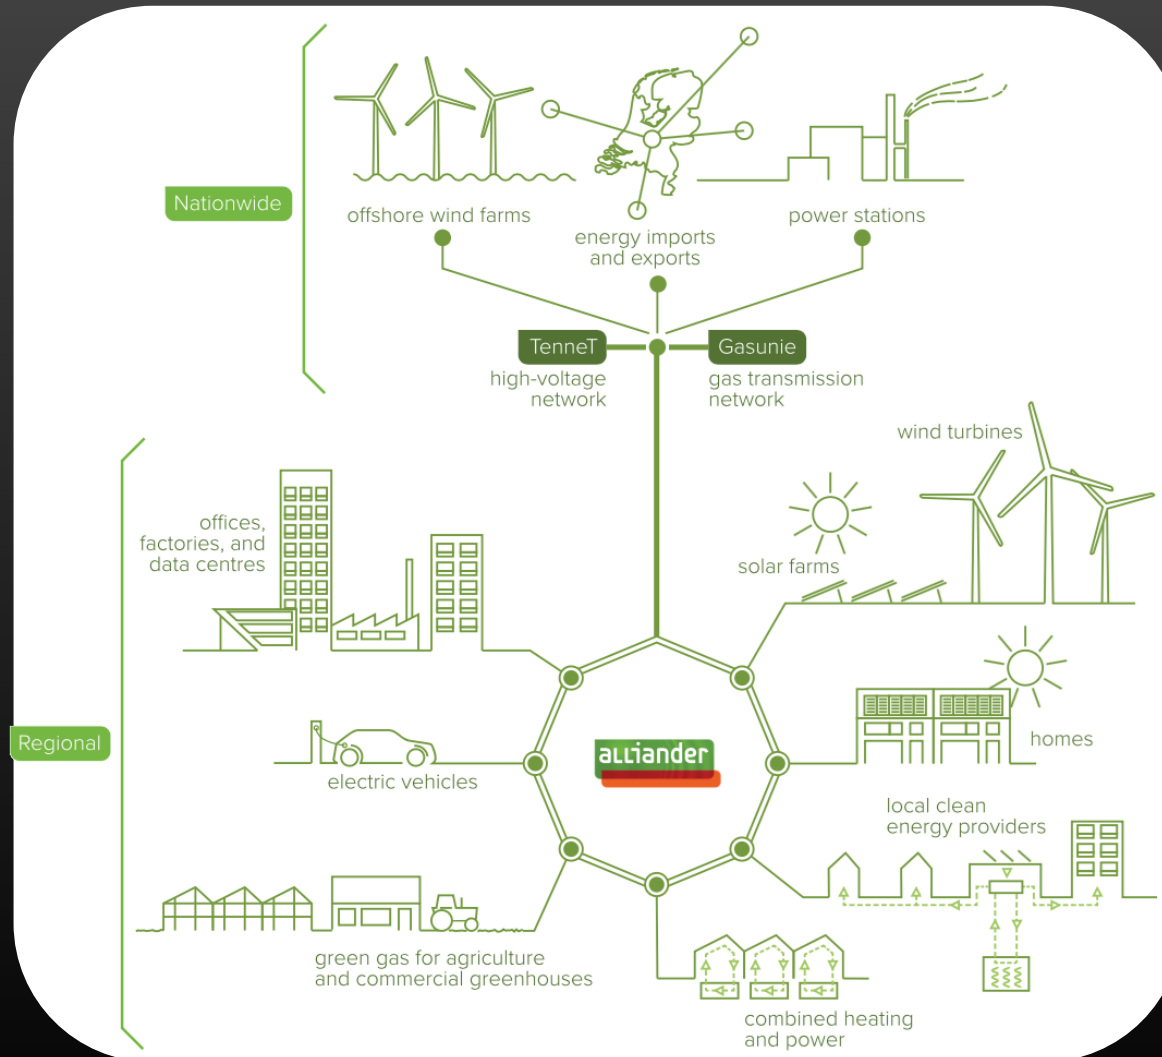 Nationwide
offshore wind farms
energy imports
and exports
power stations
TenneT
high-voltage
network
Gasunie
gas transmission
network
Regional
offices,
factories, and
data centres
wind turbines
solar farms
electric vehicles
alliander
homes
local clean
energy providers
green gas for agriculture
and commercial greenhouses
combined heating
and power